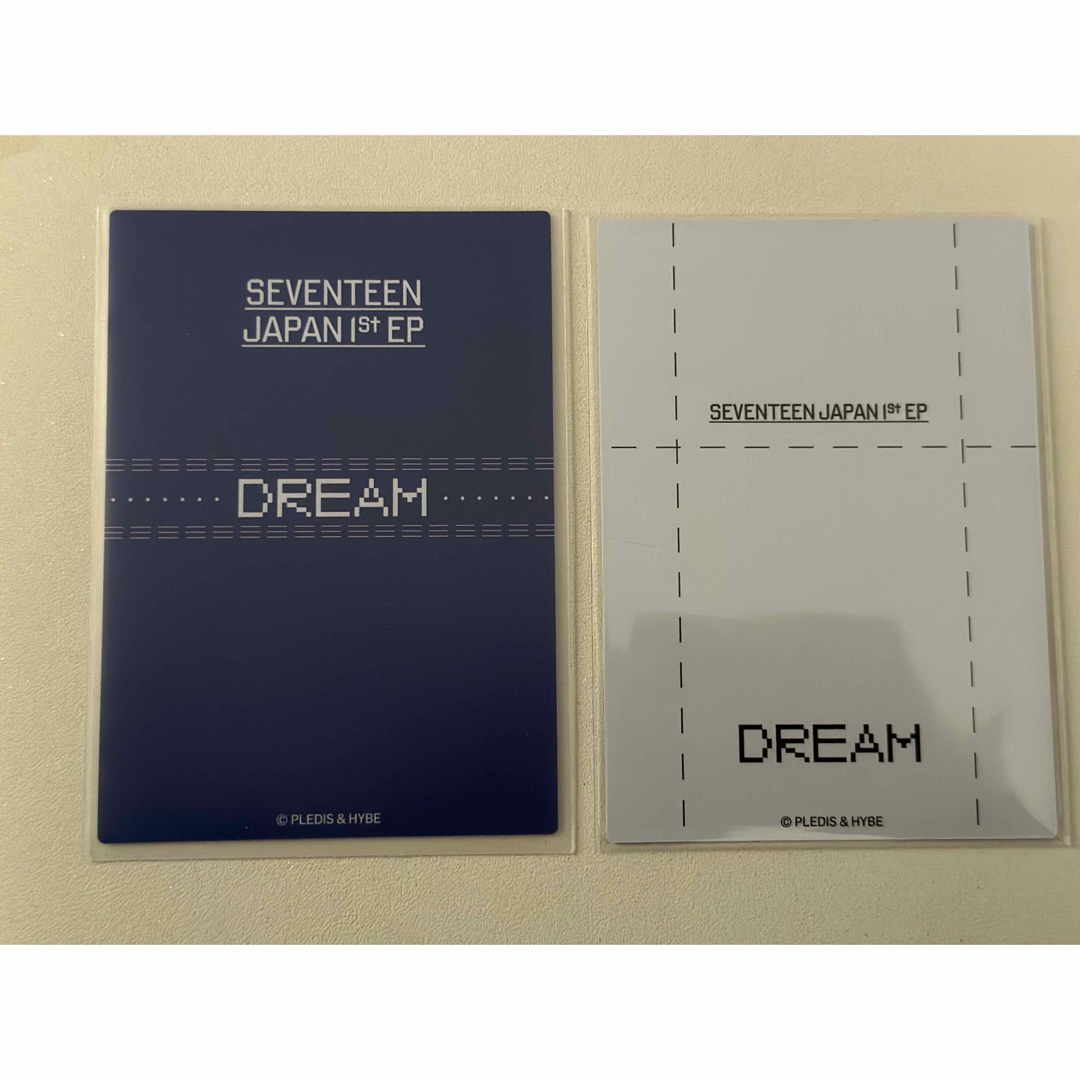 SEVENTEEN
JAPAN 1St EP
DREAM
© PLEDIS & HYBE
SEVENTEEN JAPAN 1St EP
DREAM
© PLEDIS & HYBE